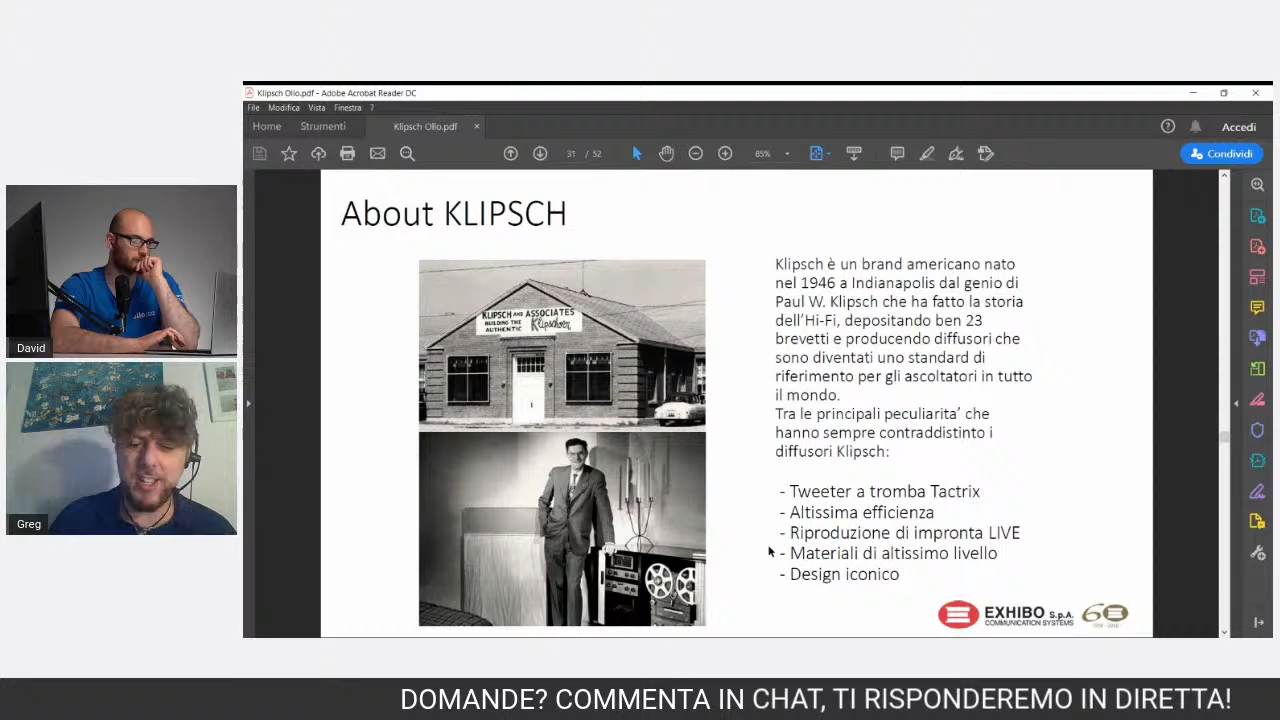 Klipsch Ollo.pdf - Adobe Acrobat Reader DC
File Modifica Vista Finestra ?
Home Strumenti Klipsch Ollo.pdf × Accedi
31 / 52 85% Condividi
About KLIPSCH
KLIPSCH AND ASSOCIATES
BUILDING THE
AUTHENTIC Klipschorn
Klipsch è un brand americano nato
nel 1946 a Indianapolis dal genio di
Paul W. Klipsch che ha fatto la storia
dell'Hi-Fi, depositando ben 23
brevetti e producendo diffusori che
sono diventati uno standard di
riferimento per gli ascoltatori in tutto
il mondo.
Tra le principali peculiarita' che
hanno sempre contraddistinto i
diffusori Klipsch:
- Tweeter a tromba Tactrix
- Altissima efficienza
- Riproduzione di impronta LIVE
- Materiali di altissimo livello
- Design iconico
EXHIBO S.p.A.
COMMUNICATION SYSTEMS
60
David
Greg
DOMANDE? COMMENTA IN CHAT, TI RISPONDEREMO IN DIRETTA!